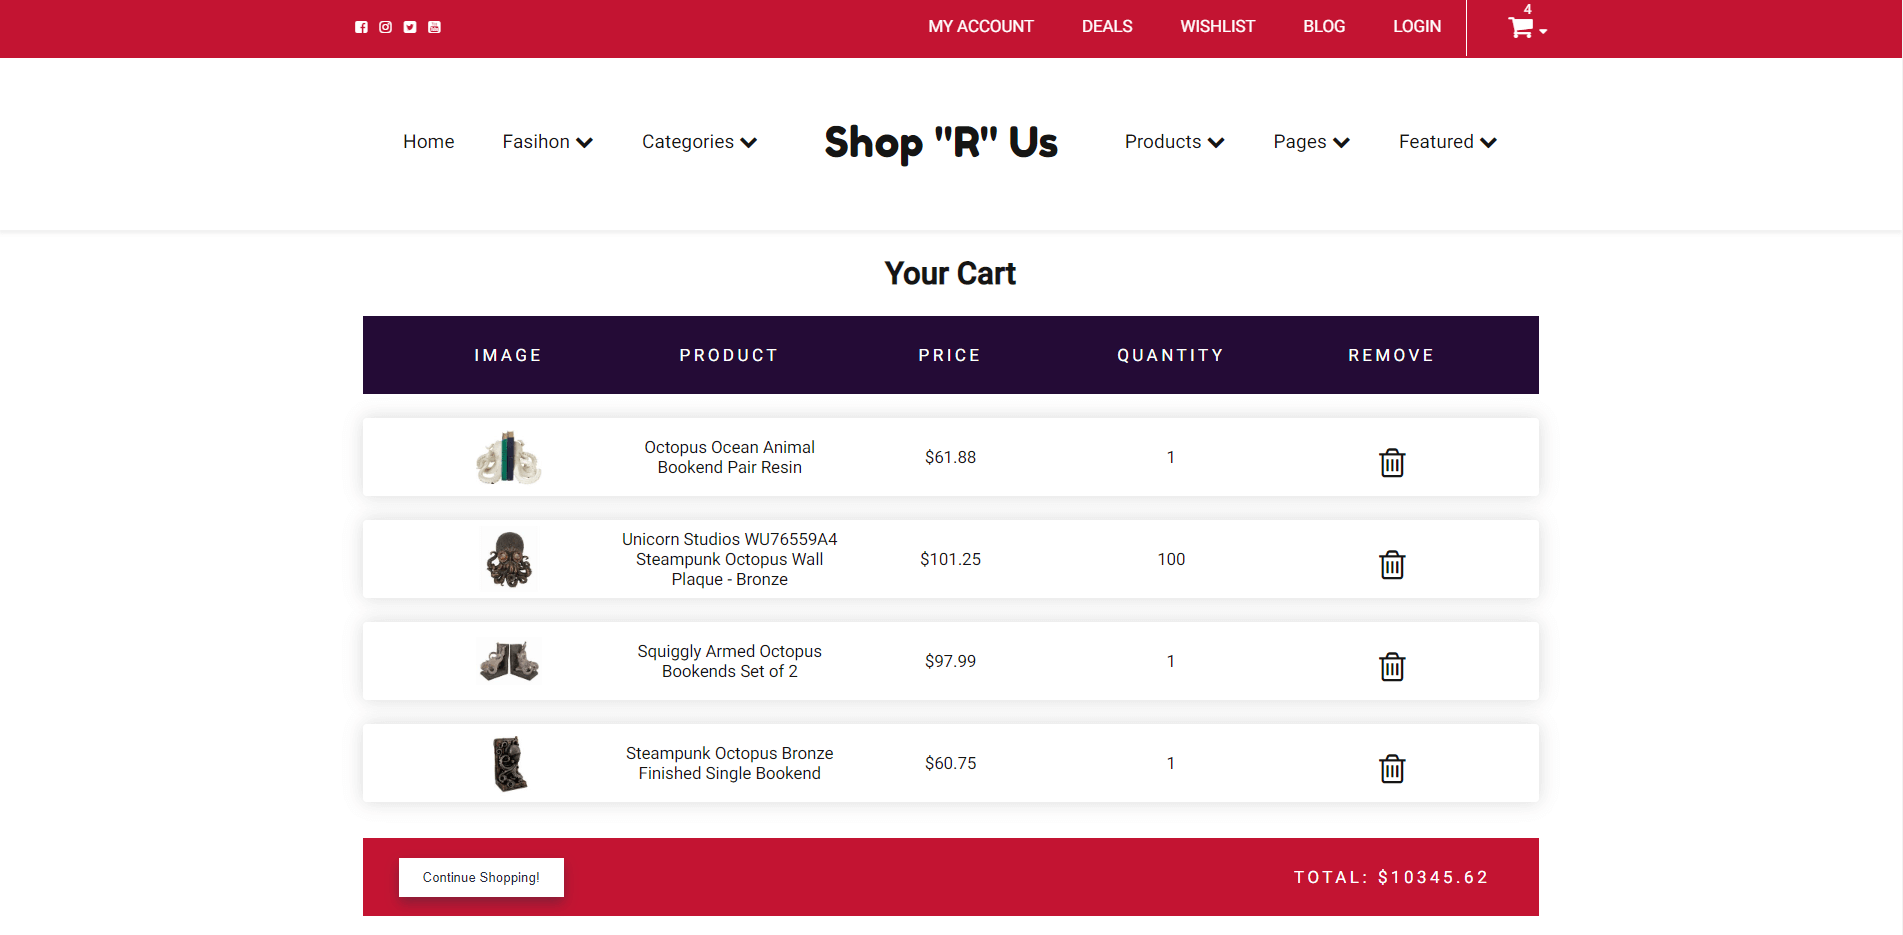 4
MY ACCOUNT DEALS WISHLIST BLOG LOGIN
Home Fasihon Categories Shop "R" Us Products Pages Featured
Your Cart
IMAGE PRODUCT PRICE QUANTITY REMOVE
Octopus Ocean Animal
Bookend Pair Resin
$61.88
1
Unicorn Studios WU76559A4
Steampunk Octopus Wall
Plaque - Bronze
$101.25
100
Squiggly Armed Octopus
Bookends Set of 2
$97.99
1
Steampunk Octopus Bronze
Finished Single Bookend
$60.75
1
Continue Shopping!
TOTAL: $10345.62